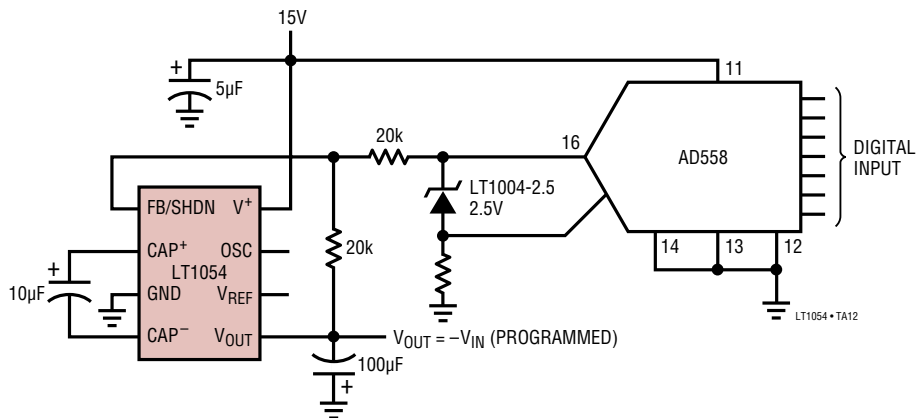 15V
+
5µF
11
20k
16
AD558
DIGITAL
INPUT
LT1004-2.5
2.5V
FB/SHDN V+
CAP+ OSC
LT1054
GND VREF
CAP− VOUT
+
10µF
20k
14 13 12
LT1054 • TA12
VOUT = –VIN (PROGRAMMED)
100µF
+